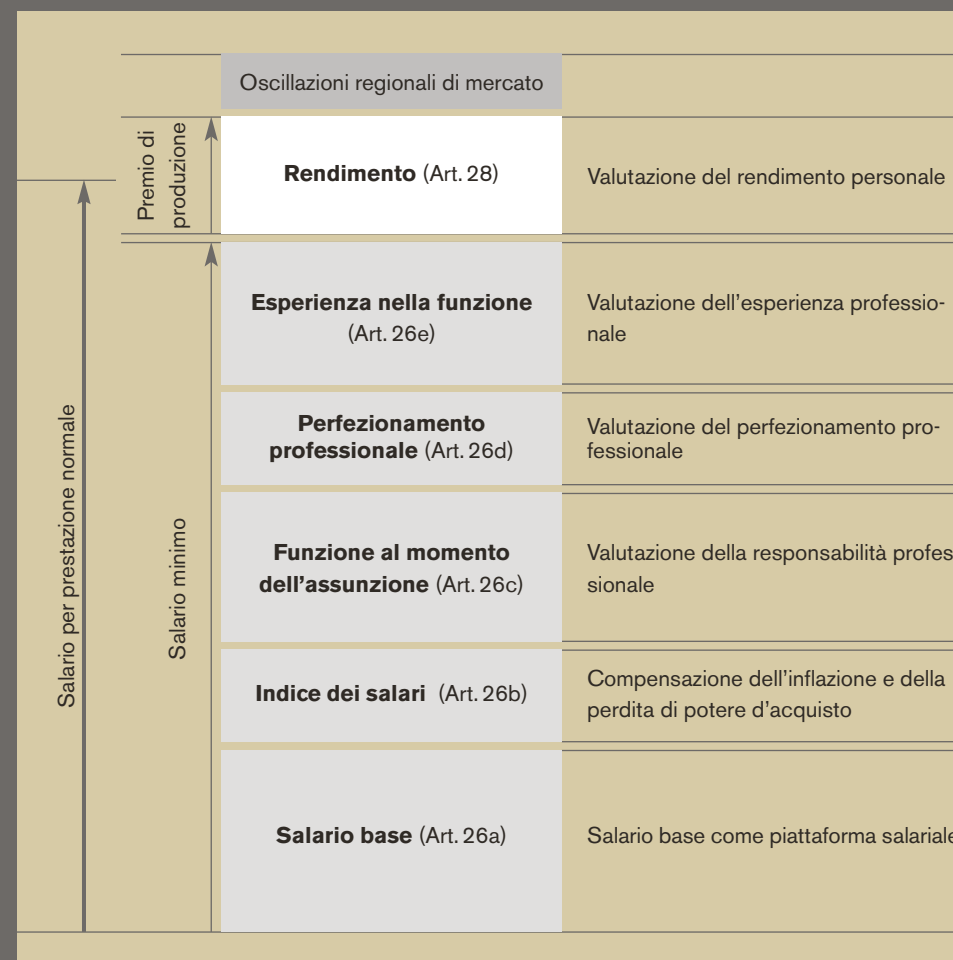 Oscillazioni regionali di mercato
Premio di
produzione
Rendimento (Art. 28)
Valutazione del rendimento personale
Esperienza nella funzione
(Art. 26e)
Valutazione dell’esperienza professio-
nale
Perfezionamento
professionale (Art. 26d)
Valutazione del perfezionamento pro-
fessionale
Salario per prestazione normale
Salario minimo
Funzione al momento
dell’assunzione (Art. 26c)
Valutazione della responsabilità profes
sionale
Indice dei salari (Art. 26b)
Compensazione dell’inflazione e della
perdita di potere d’acquisto
Salario base (Art. 26a)
Salario base come piattaforma salariale